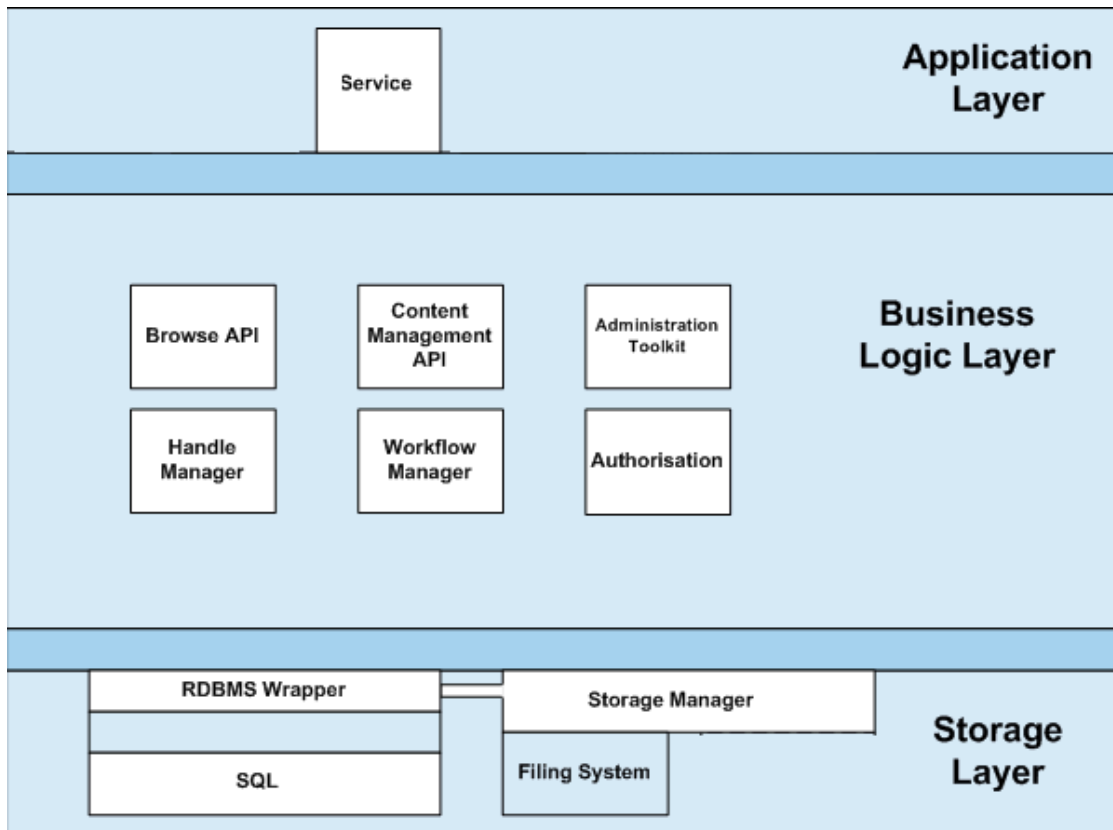 Service
Application
Layer
Browse API
Content
Management
API
Administration
Toolkit
Business
Logic Layer
Handle
Manager
Workflow
Manager
Authorisation
RDBMS Wrapper
Storage Manager
Storage
Layer
SQL
Filing System